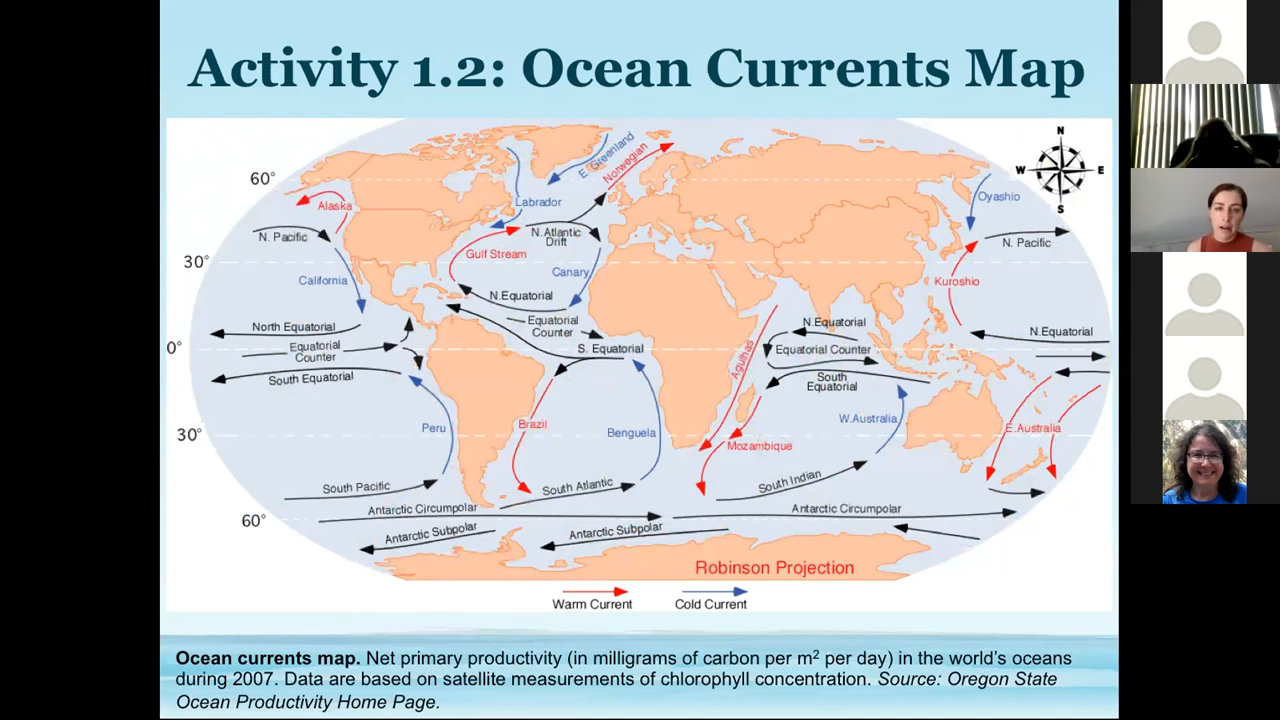 Activity 1.2: Ocean Currents Map
N
W E
S
60°
E. Greenland
Norwegian
Alaska
Labrador
Oyashio
N. Pacific
N.Atlantic
Drift
N. Pacific
30°
Gulf Stream
California
Canary
Kuroshio
N.Equatorial
North Equatorial
Equatorial
Counter
N.Equatorial
N.Equatorial
0°
Equatorial
Counter
S. Equatorial
Agulhas
Equatorial Counter
South Equatorial
South
Equatorial
30°
Peru
Brazil
Benguela
W.Australia
E.Australia
Mozambique
South Pacific
South Atlantic
South Indian
60°
Antarctic Circumpolar
Antarctic Circumpolar
Antarctic Subpolar
Antarctic Subpolar
Robinson Projection
Warm Current
Cold Current
Ocean currents map. Net primary productivity (in milligrams of carbon per m² per day) in the world's oceans
during 2007. Data are based on satellite measurements of chlorophyll concentration. Source: Oregon State
Ocean Productivity Home Page.